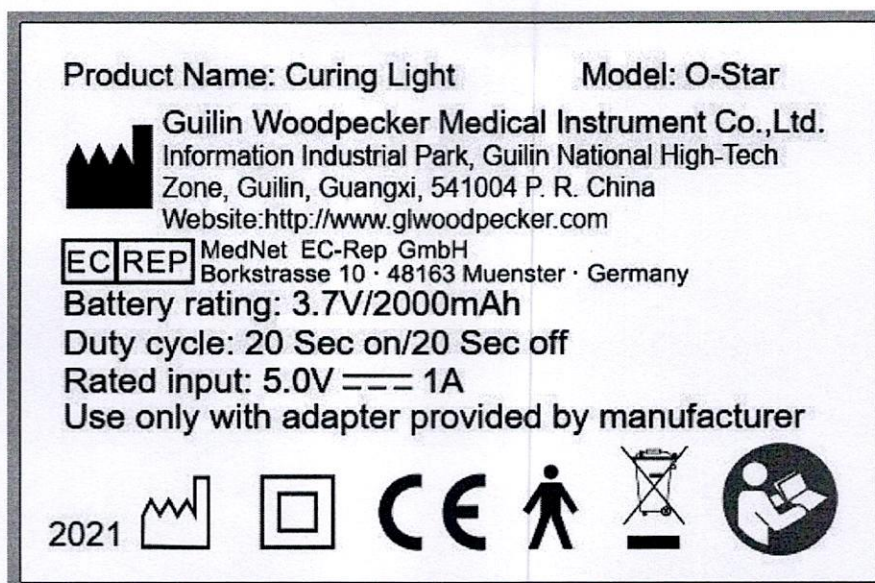 Product Name: Curing Light Model: O-Star
Guilin Woodpecker Medical Instrument Co.,Ltd.
Information Industrial Park, Guilin National High-Tech
Zone, Guilin, Guangxi, 541004 P. R. China
Website:http://www.glwoodpecker.com
EC REP MedNet EC-Rep GmbH
Borkstrasse 10 · 48163 Muenster · Germany
Battery rating: 3.7V/2000mAh
Duty cycle: 20 Sec on/20 Sec off
Rated input: 5.0V ⎓ 1A
Use only with adapter provided by manufacturer
2021 CE